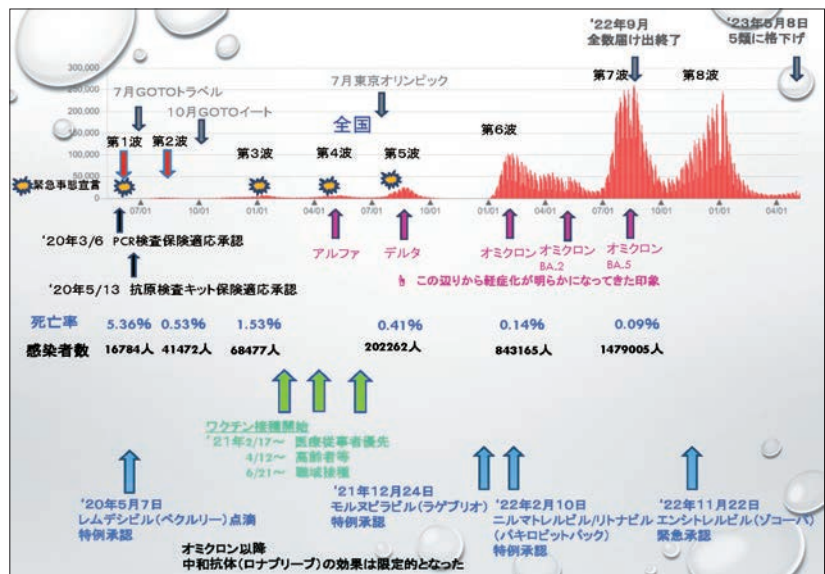 '22年9月
全数届け出終了
'23年5月8日
5類に格下げ
300,000
250,000
200,000
150,000
100,000
50,000
0
7月GOTOトラベル
10月GOTOイート
7月東京オリンピック
全国
第1波
第2波
第3波
第4波
第5波
第6波
第7波
第8波
緊急事態宣言
07/01
10/01
01/01
04/01
07/01
10/01
01/01
04/01
07/01
10/01
01/01
04/01
'20年3/6 PCR検査保険適応承認
'20年5/13 抗原検査キット保険適応承認
アルファ
デルタ
オミクロン
オミクロン
BA.2
オミクロン
BA.5
この辺りから軽症化が明らかになってきた印象
死亡率 5.36% 0.53% 1.53% 0.41% 0.14% 0.09%
感染者数 16784人 41472人 68477人 202262人 843165人 1479005人
ワクチン接種開始
'21年2/17～ 医療従事者優先
4/12～ 高齢者等
6/21～ 職域接種
'20年5月7日
レムデシビル(ベクルリー)点滴
特例承認
'21年12月24日
モルヌピラビル(ラゲブリオ)
特例承認
'22年2月10日
ニルマトレルビル/リトナビル
(パキロビットパック)
特例承認
'22年11月22日
エンシトレルビル(ゾコーバ)
緊急承認
オミクロン以降
中和抗体(ロナプリーブ)の効果は限定的となった